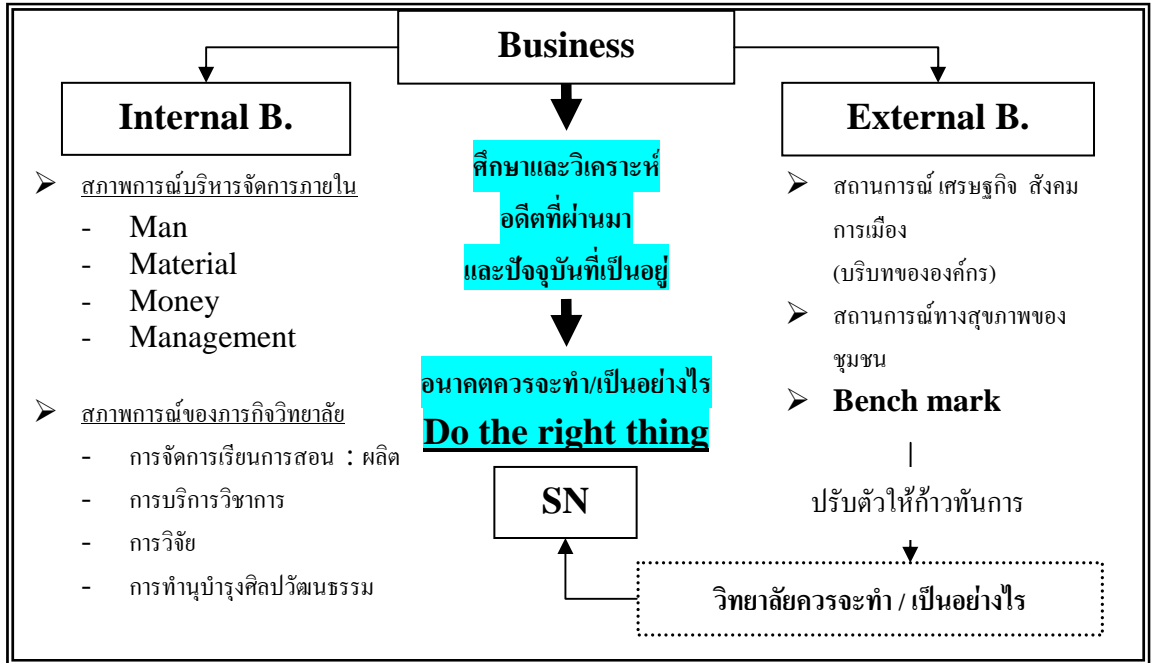 Business
Internal B.
➢ สภาพการณ์บริหารจัดการภายใน
- Man
- Material
- Money
- Management
➢ สภาพการณ์ของภารกิจวิทยาลัย
- การจัดการเรียนการสอน : ผลิต
- การบริการวิชาการ
- การวิจัย
- การทำนุบำรุงศิลปวัฒนธรรม
ศึกษาและวิเคราะห์
อดีตที่ผ่านมา
และปัจจุบันที่เป็นอยู่
อนาคตควรจะทำ/เป็นอย่างไร
Do the right thing
SN
External B.
➢ สถานการณ์ เศรษฐกิจ สังคม
การเมือง
(บริบทขององค์กร)
➢ สถานการณ์ทางสุขภาพของ
ชุมชน
➢ Bench mark
ปรับตัวให้ก้าวทันการ
วิทยาลัยควรจะทำ / เป็นอย่างไร